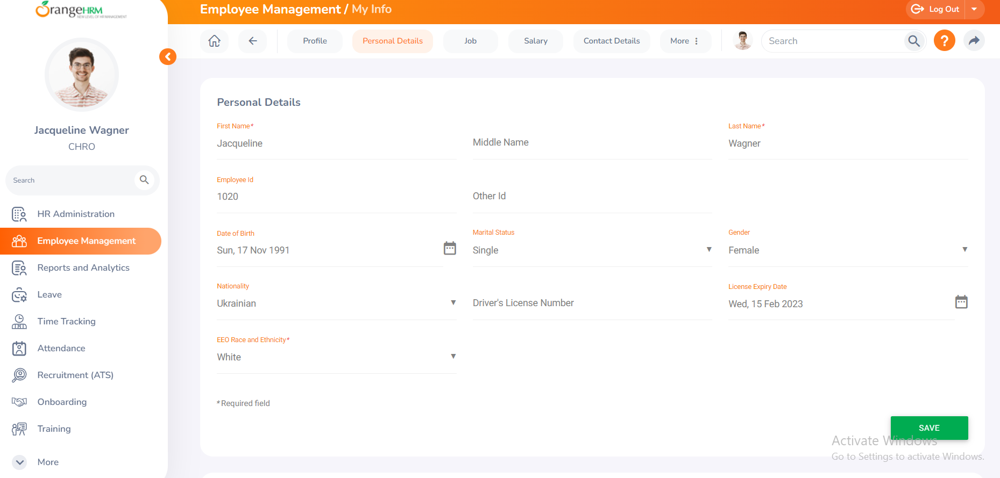 OrangeHRM
NEW LEVEL OF HR MANAGEMENT
Jacqueline Wagner
CHRO
Search
HR Administration
Employee Management
Reports and Analytics
Leave
Time Tracking
Attendance
Recruitment (ATS)
Onboarding
Training
More
Employee Management / My Info
Log Out
Profile
Personal Details
Job
Salary
Contact Details
More
Search
?
Personal Details
First Name*
Jacqueline
Middle Name
Last Name*
Wagner
Employee Id
1020
Other Id
Date of Birth
Sun, 17 Nov 1991
Marital Status
Single
Gender
Female
Nationality
Ukrainian
Driver's License Number
License Expiry Date
Wed, 15 Feb 2023
EEO Race and Ethnicity*
White
*Required field
SAVE
Activate Windows
Go to Settings to activate Windows.